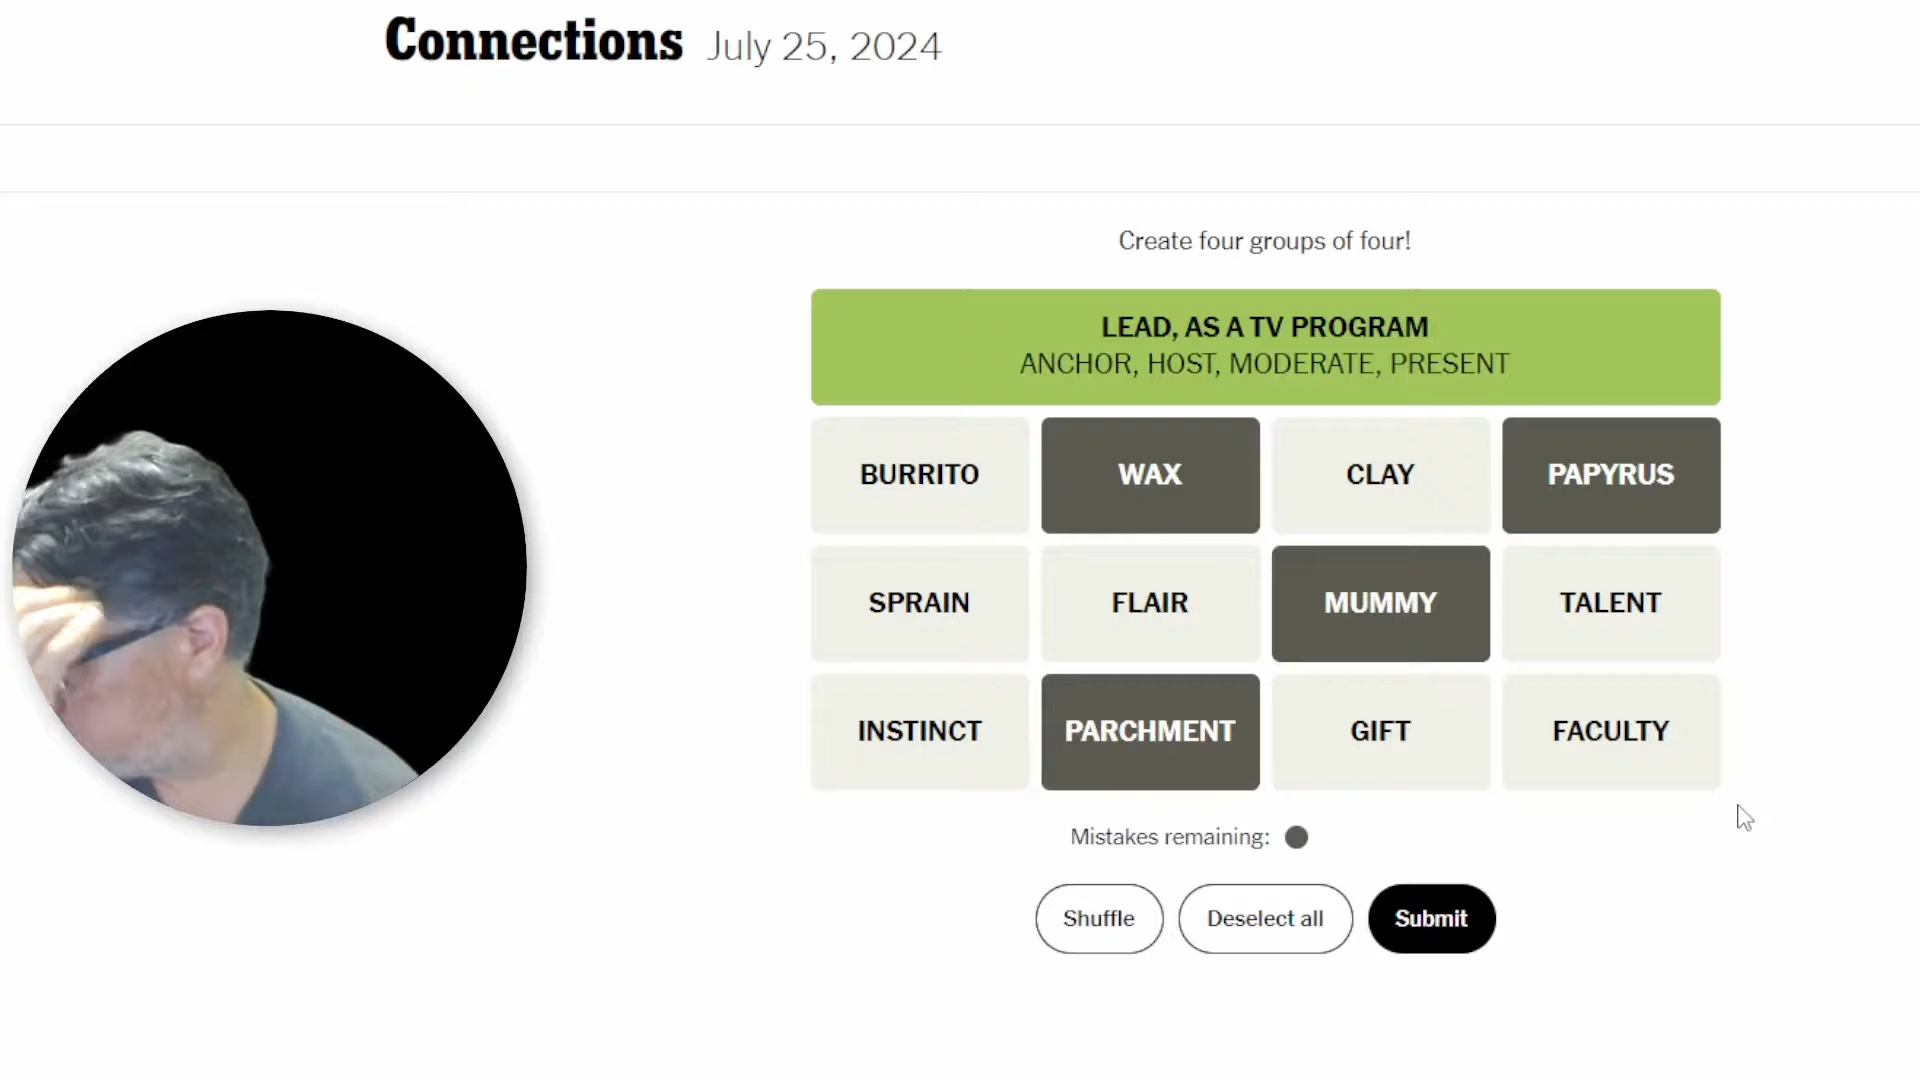 Connections July 25, 2024
Create four groups of four!
LEAD, AS A TV PROGRAM
ANCHOR, HOST, MODERATE, PRESENT
BURRITO WAX CLAY PAPYRUS
SPRAIN FLAIR MUMMY TALENT
INSTINCT PARCHMENT GIFT FACULTY
Mistakes remaining:
Shuffle Deselect all Submit